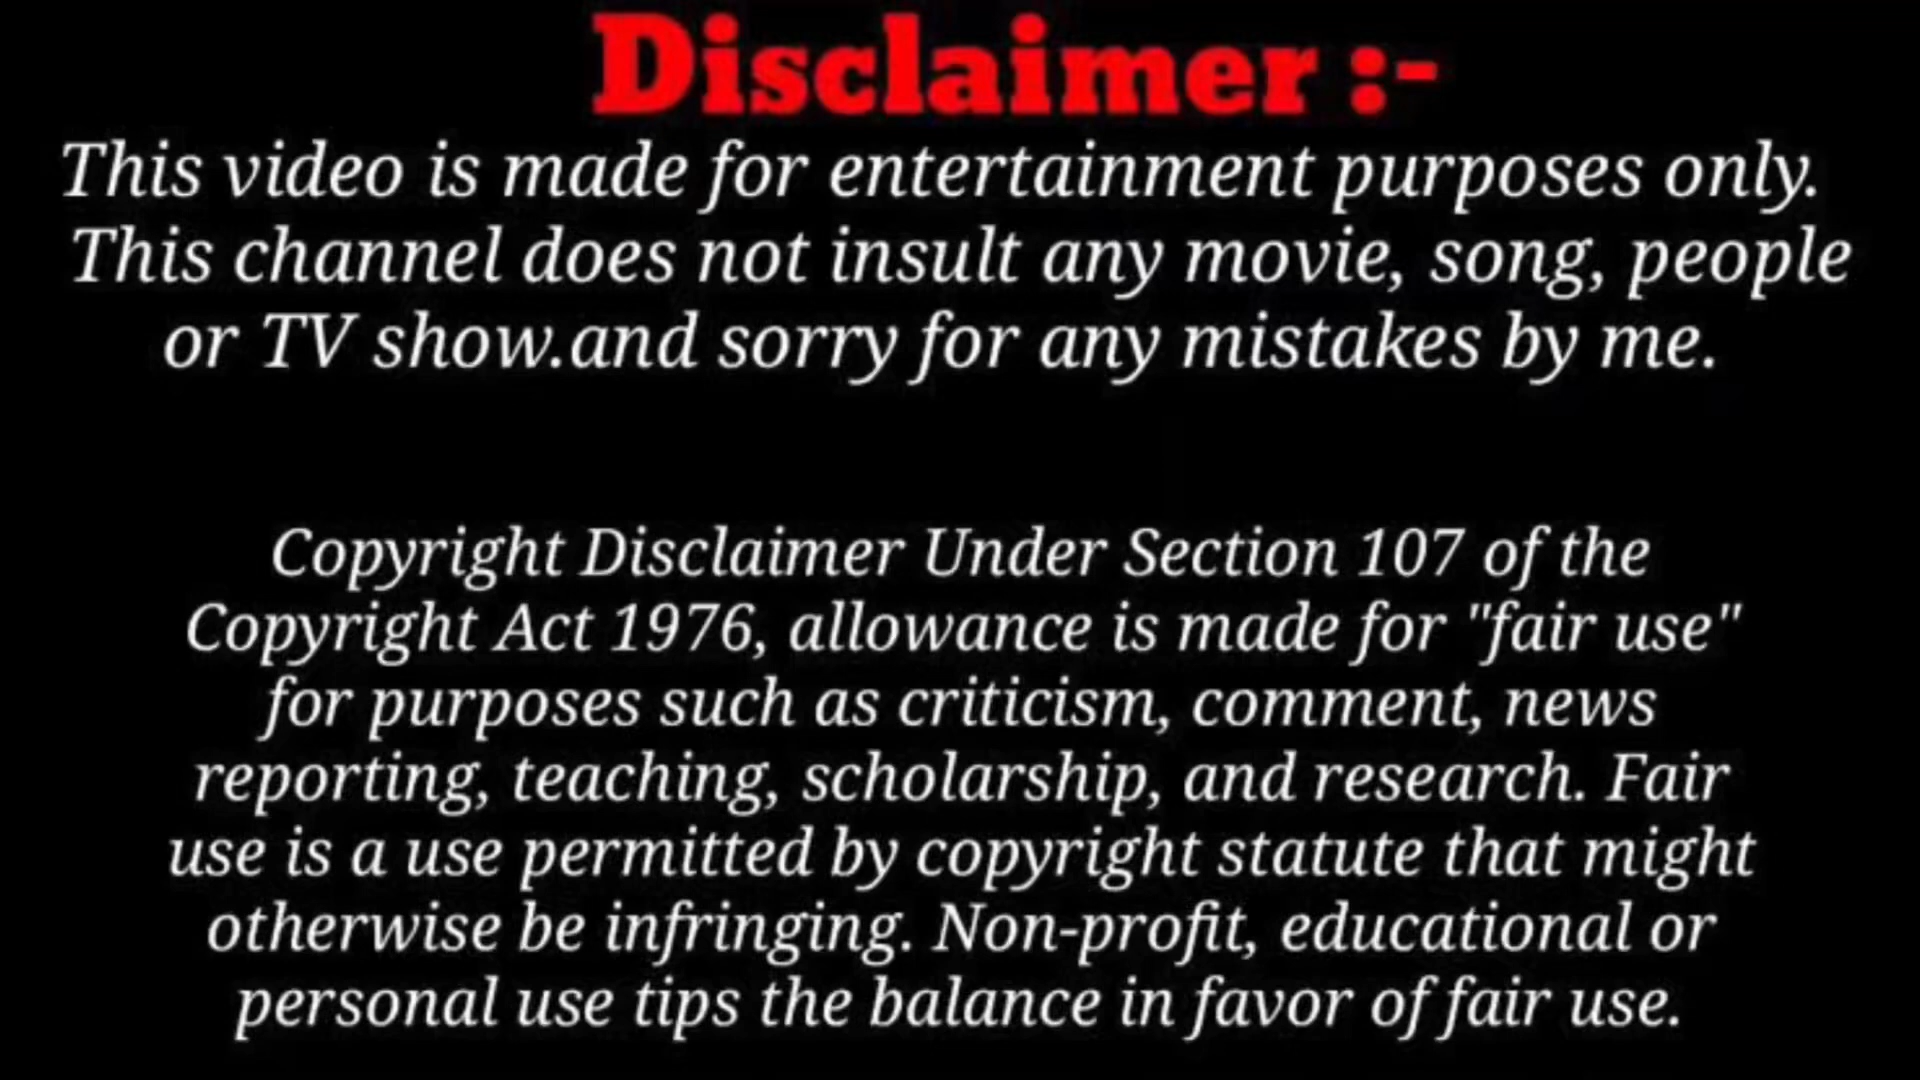 Disclaimer :-
This video is made for entertainment purposes only.
This channel does not insult any movie, song, people
or TV show.and sorry for any mistakes by me.
Copyright Disclaimer Under Section 107 of the
Copyright Act 1976, allowance is made for "fair use"
for purposes such as criticism, comment, news
reporting, teaching, scholarship, and research. Fair
use is a use permitted by copyright statute that might
otherwise be infringing. Non-profit, educational or
personal use tips the balance in favor of fair use.